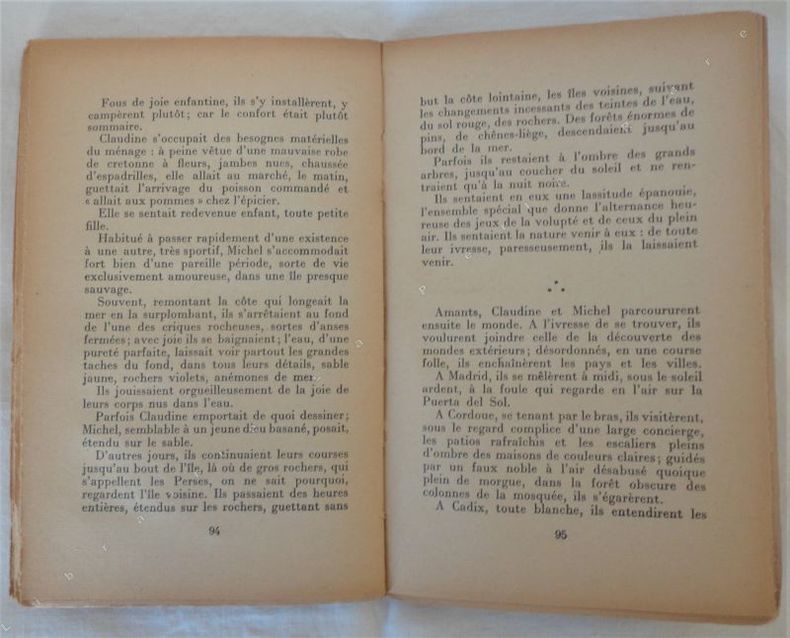 Fous de joie enfantine, ils s'y installèrent, y
campèrent plutôt; car le confort était plutôt
sommaire.
Claudine s'occupait des besognes matérielles
du ménage : à peine vêtue d'une mauvaise robe
de cretonne à fleurs, jambes nues, chaussée
d'espadrilles, elle allait au marché, le matin,
guettait l'arrivage du poisson commandé et
« allait aux pommes » chez l'épicier.
Elle se sentait redevenue enfant, toute petite
fille.
Habitué à passer rapidement d'une existence
à une autre, très sportif, Michel s'accommodait
fort bien d'une pareille période, sorte de vie
exclusivement amoureuse, dans une île presque
sauvage.
Souvent, remontant la côte qui longeait la
mer en la surplombant, ils s'arrêtaient au fond
de l'une des criques rocheuses, sortes d'anses
fermées; avec joie ils se baignaient; l'eau, d'une
pureté parfaite, laissait voir partout les grandes
taches du fond, dans tous leurs détails, sable
jaune, rochers violets, anémones de mer.
Ils jouissaient orgueilleusement de la joie de
leurs corps nus dans l'eau.
Parfois Claudine emportait de quoi dessiner;
Michel, semblable à un jeune dieu basané, posait,
étendu sur le sable.
D'autres jours, ils continuaient leurs courses
jusqu'au bout de l'île, là où de gros rochers, qui
s'appellent les Perses, on ne sait pourquoi,
regardent l'île voisine. Ils passaient des heures
entières, étendus sur les rochers, guettant sans
94
but la côte lointaine, les îles voisines, suivant
les changements incessants des teintes de l'eau,
du sol rouge, des rochers. Des forêts énormes de
pins, de chênes-liège, descendaient jusqu'au
bord de la mer.
Parfois ils restaient à l'ombre des grands
arbres, jusqu'au coucher du soleil et ne ren-
traient qu'à la nuit noire.
Ils sentaient en eux une lassitude épanouie,
l'ensemble spécial que donne l'alternance heu-
reuse des jeux de la volupté et de ceux du plein
air. Ils sentaient la nature venir à eux : de toute
leur ivresse, paresseusement, ils la laissaient
venir.
Amants, Claudine et Michel parcoururent
ensuite le monde. A l'ivresse de se trouver, ils
voulurent joindre celle de la découverte des
mondes extérieurs; désordonnés, en une course
folle, ils enchaînèrent les pays et les villes.
A Madrid, ils se mêlèrent à midi, sous le soleil
ardent, à la foule qui regarde en l'air sur la
Puerta del Sol.
A Cordoue, se tenant par le bras, ils visitèrent,
sous le regard complice d'une large concierge,
les patios rafraîchis et les escaliers pleins
d'ombre des maisons de couleurs claires; guidés
par un faux noble à l'air désabusé quoique
plein de morgue, dans la forêt obscure des
colonnes de la mosquée, ils s'égarèrent.
A Cadix, toute blanche, ils entendirent les
95